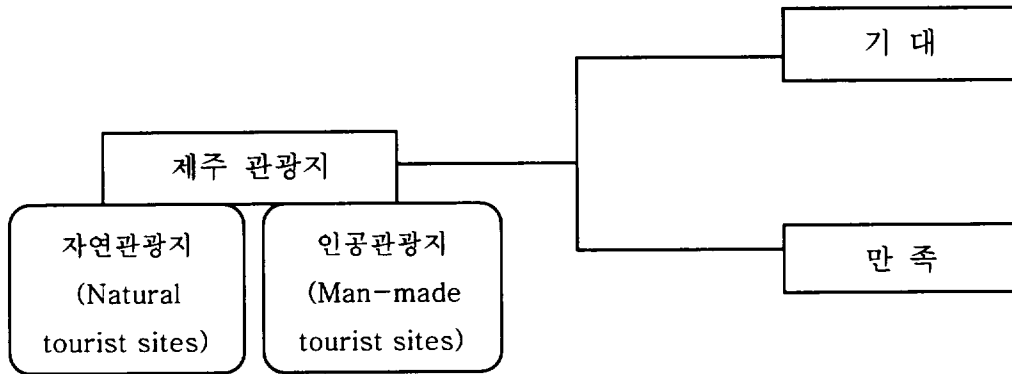 기 대
제주 관광지
자연관광지
(Natural
tourist sites)
인공관광지
(Man-made
tourist sites)
만 족